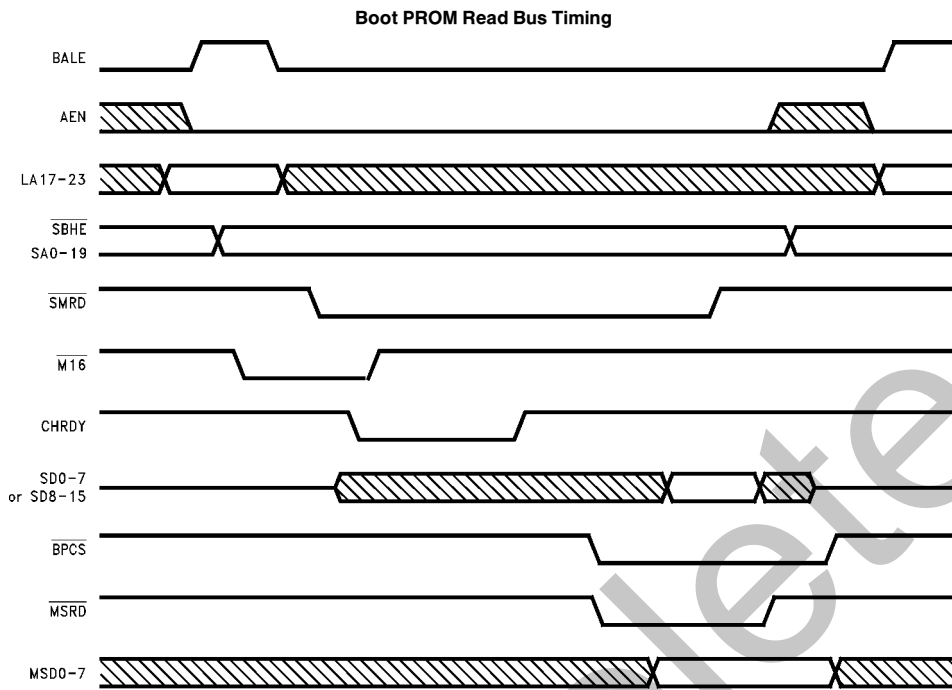 Boot PROM Read Bus Timing
BALE
AEN
LA17-23
SBHE
SA0-19
SMRD
M16
CHRDY
SD0-7
or SD8-15
BPCS
MSRD
MSD0-7
lete